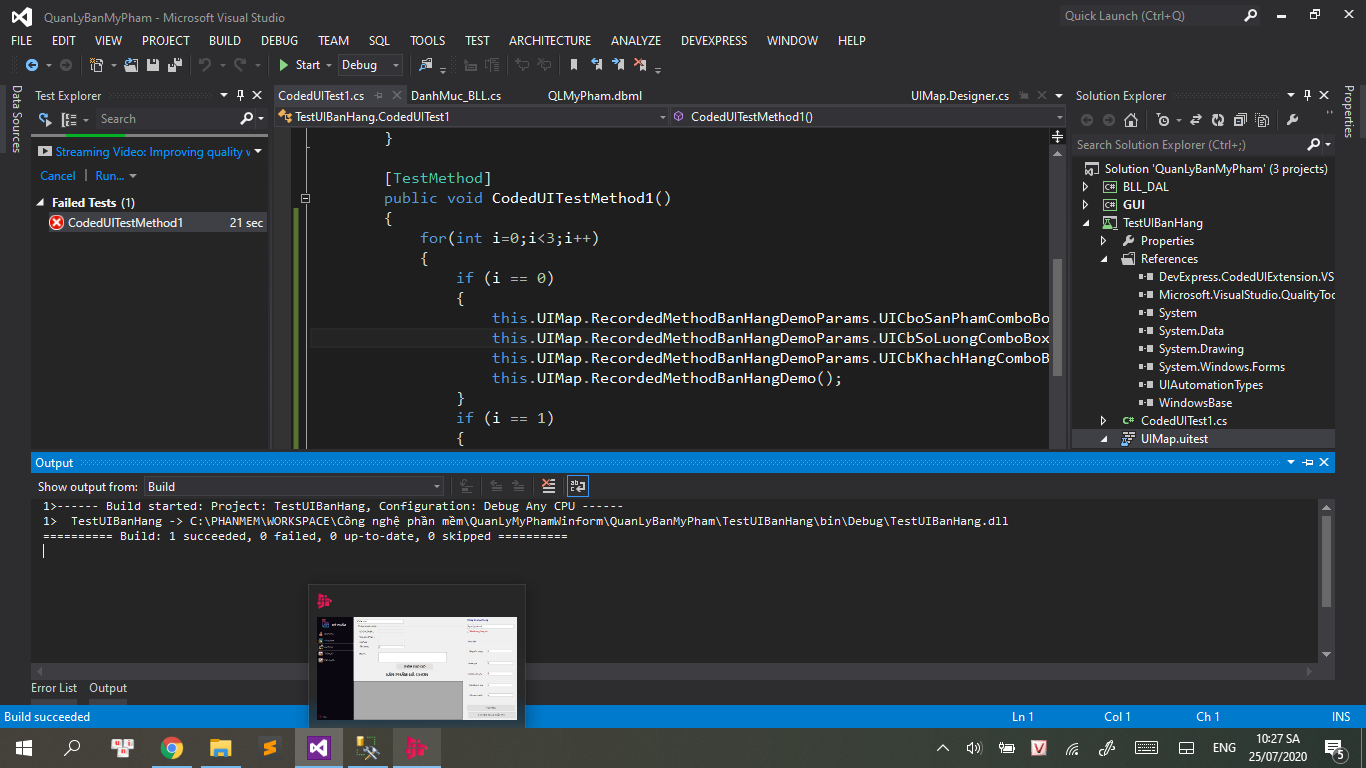 QuanLyBanMyPham - Microsoft Visual Studio
Quick Launch (Ctrl+Q)
FILE EDIT VIEW PROJECT BUILD DEBUG TEAM SQL TOOLS TEST ARCHITECTURE ANALYZE DEVEXPRESS WINDOW HELP
Start Debug
Data Sources
Test Explorer
Search
Streaming Video: Improving quality v
Cancel Run...
Failed Tests (1)
CodedUITestMethod1 21 sec
CodedUITest1.cs DanhMuc_BLL.cs QLMyPham.dbml UIMap.Designer.cs
TestUIBanHang.CodedUITest1 CodedUITestMethod1()
}
[TestMethod]
public void CodedUITestMethod1()
{
for(int i=0;i<3;i++)
{
if (i == 0)
{
this.UIMap.RecordedMethodBanHangDemoParams.UICboSanPhamComboBo
this.UIMap.RecordedMethodBanHangDemoParams.UICbSoLuongComboBox
this.UIMap.RecordedMethodBanHangDemoParams.UICbKhachHangComboB
this.UIMap.RecordedMethodBanHangDemo();
}
if (i == 1)
{
Solution Explorer
Search Solution Explorer (Ctrl+;)
Solution 'QuanLyBanMyPham' (3 projects)
BLL_DAL
GUI
TestUIBanHang
Properties
References
DevExpress.CodedUIExtension.VS
Microsoft.VisualStudio.QualityToo
System
System.Data
System.Drawing
System.Windows.Forms
UIAutomationTypes
WindowsBase
CodedUITest1.cs
UIMap.uitest
Properties
Output
Show output from: Build
1>------ Build started: Project: TestUIBanHang, Configuration: Debug Any CPU ------
1> TestUIBanHang -> C:\PHANMEM\WORKSPACE\Công nghệ phần mềm\QuanLyMyPhamWinform\QuanLyBanMyPham\TestUIBanHang\bin\Debug\TestUIBanHang.dll
========== Build: 1 succeeded, 0 failed, 0 up-to-date, 0 skipped ==========
Error List Output
Build succeeded Ln 1 Col 1 Ch 1 INS
ENG
10:27 SA
25/07/2020
5